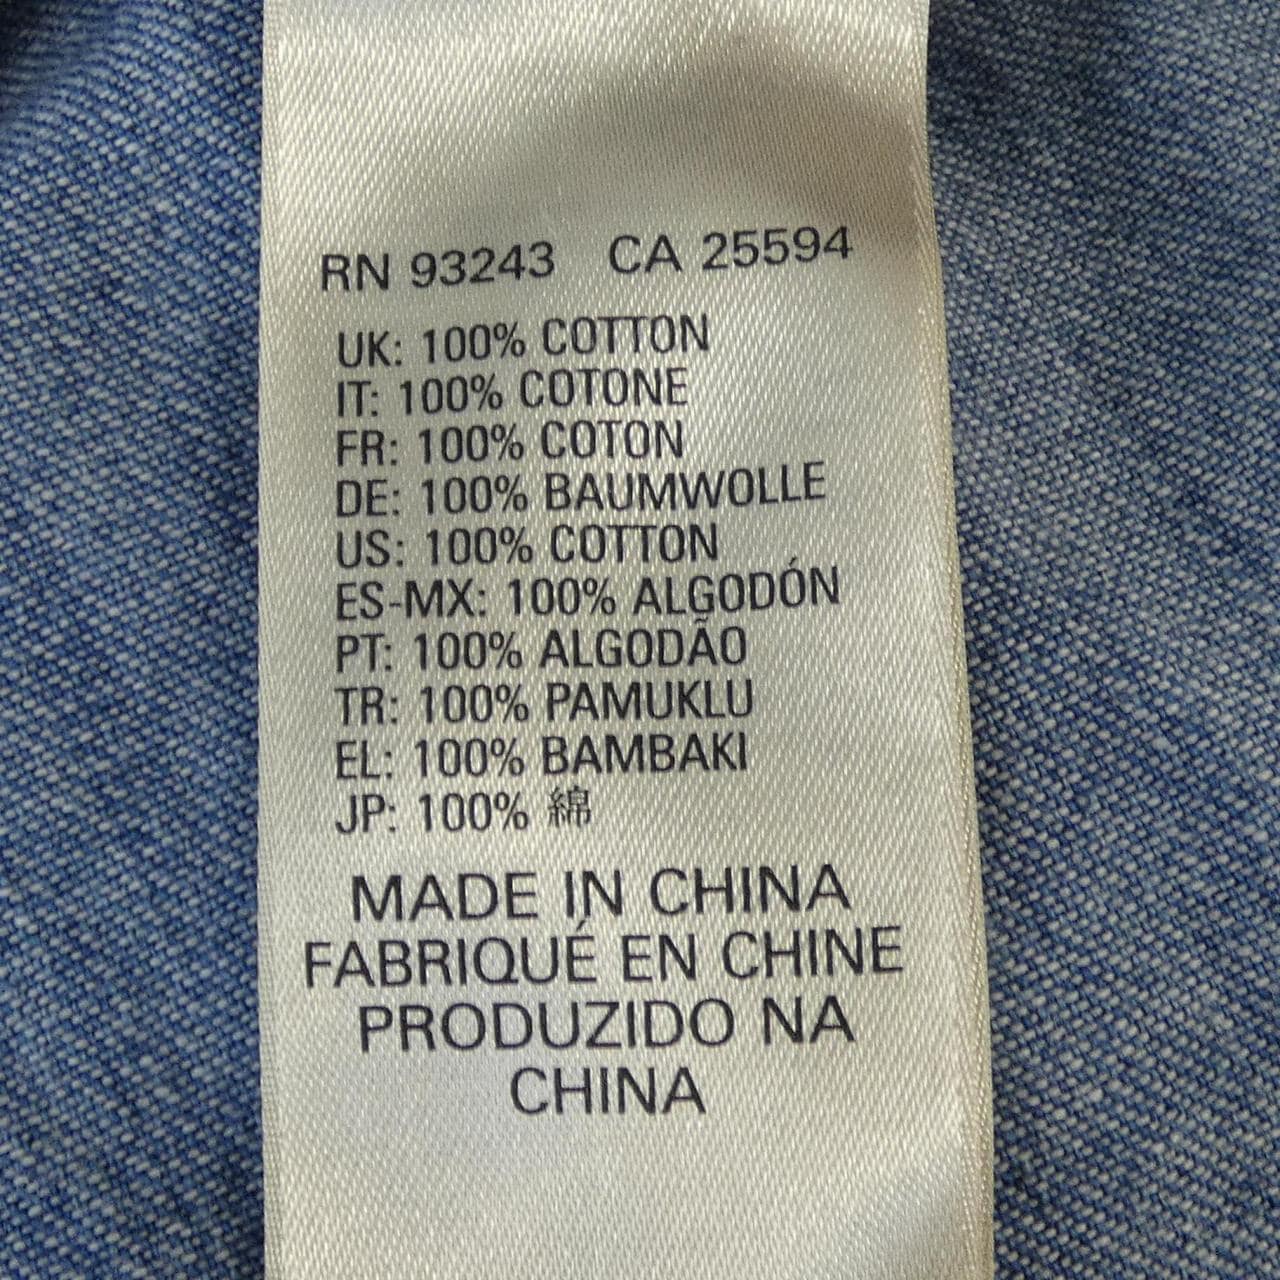 RN 93243 CA 25594
UK: 100% COTTON
IT: 100% COTONE
FR: 100% COTON
DE: 100% BAUMWOLLE
US: 100% COTTON
ES-MX: 100% ALGODÓN
PT: 100% ALGODÃO
TR: 100% PAMUKLU
EL: 100% BAMBAKI
JP: 100% 綿
MADE IN CHINA
FABRIQUÉ EN CHINE
PRODUZIDO NA
CHINA